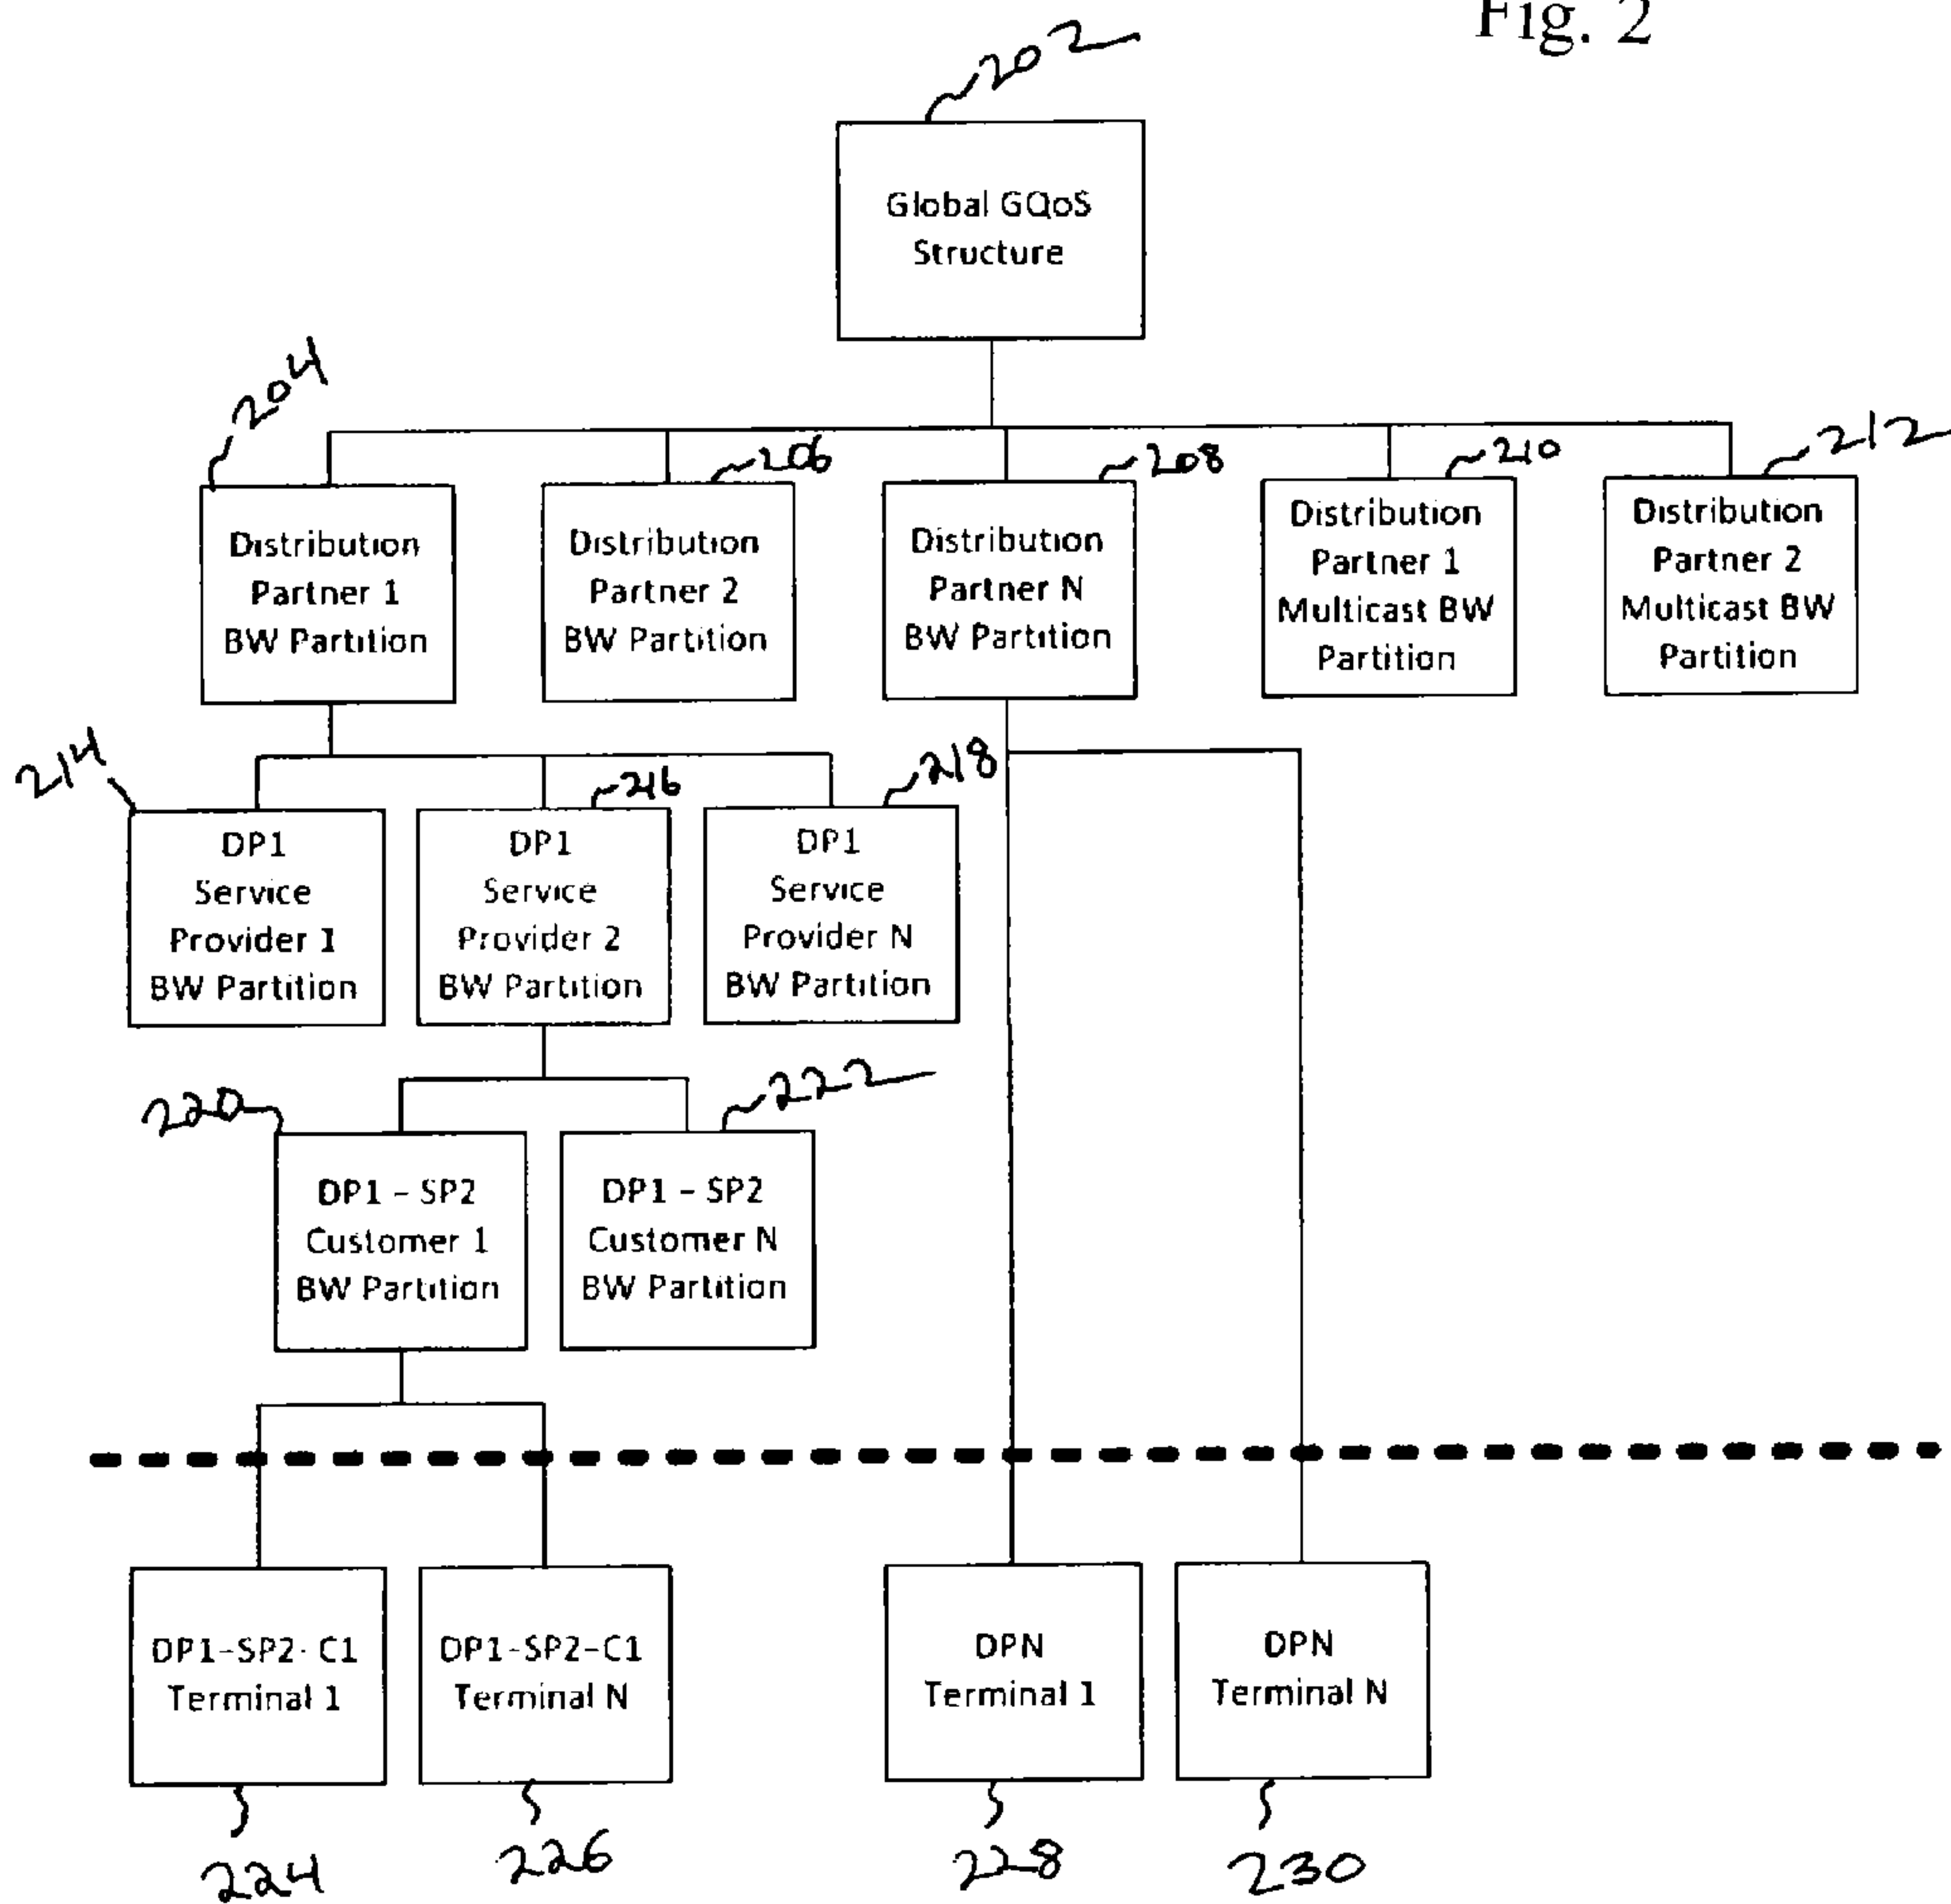 Fig. 2
202
Global GQoS
Structure
204
206
208
210
212
Distribution
Partner 1
BW Partition
Distribution
Partner 2
BW Partition
Distribution
Partner N
BW Partition
Distribution
Partner 1
Multicast BW
Partition
Distribution
Partner 2
Multicast BW
Partition
214
216
218
DP1
Service
Provider 1
BW Partition
DP1
Service
Provider 2
BW Partition
DP1
Service
Provider N
BW Partition
220
222
DP1 - SP2
Customer 1
BW Partition
DP1 - SP2
Customer N
BW Partition
DP1-SP2-C1
Terminal 1
DP1-SP2-C1
Terminal N
DPN
Terminal 1
DPN
Terminal N
224
226
228
230